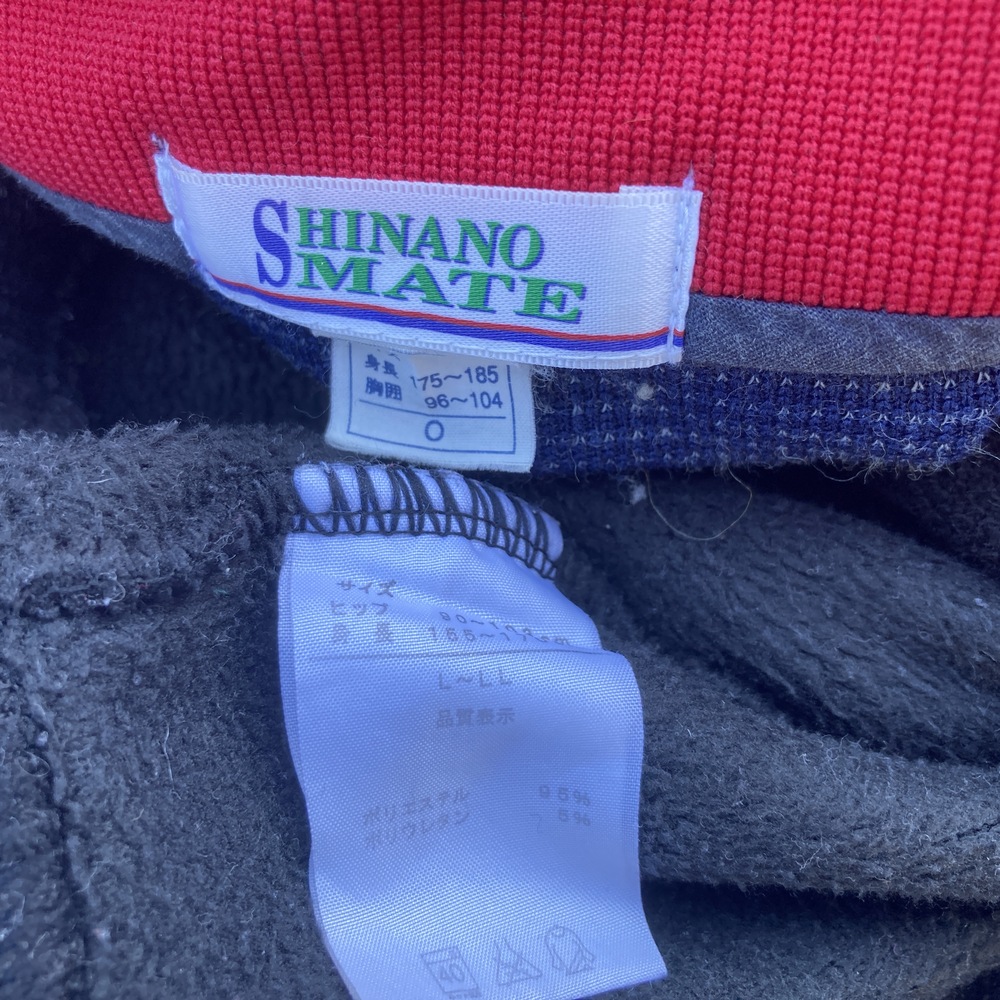 SHINANO
MATE
身長 175～185
胸囲 96～104
O
サイズ
ヒップ
身長
L～LL
品質表示
ポリエステル 95%
ポリウレタン 5%
40